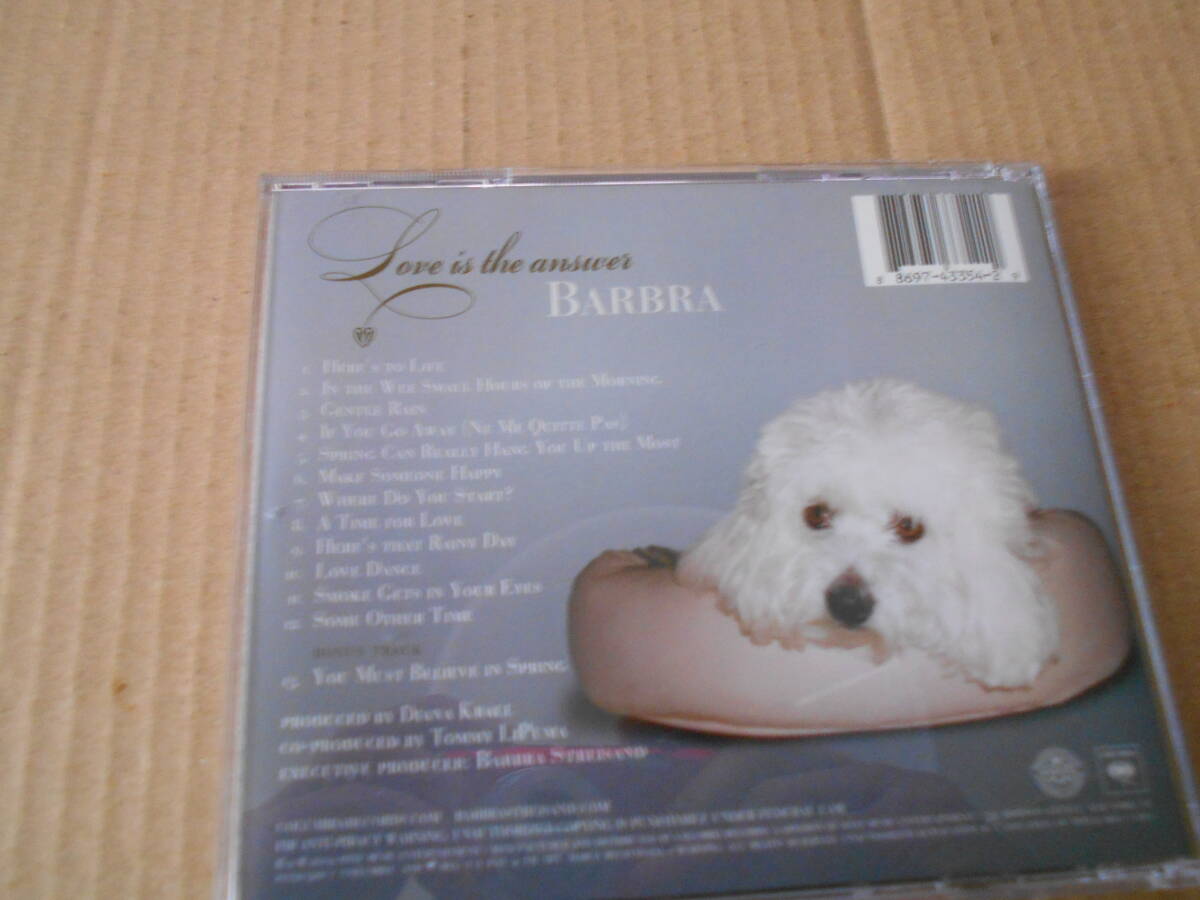 Love is the answer
BARBRA
8 8697-43354-2 9
1. HERE'S TO LIFE
2. IN THE WEE SMALL HOURS OF THE MORNING
3. GENTLE RAIN
4. IF YOU GO AWAY (NE ME QUITTE PAS)
5. SPRING CAN REALLY HANG YOU UP THE MOST
6. MAKE SOMEONE HAPPY
7. WHERE DO YOU START?
8. A TIME FOR LOVE
9. HERE'S THAT RAINY DAY
10. LOVE DANCE
11. SMOKE GETS IN YOUR EYES
12. SOME OTHER TIME
BONUS TRACK
13. YOU MUST BELIEVE IN SPRING
PRODUCED BY DIANA KRALL
CO-PRODUCED BY TOMMY LIPUMA
EXECUTIVE PRODUCER: BARBRA STREISAND
COLUMBIARECORDS.COM BARBRASTREISAND.COM